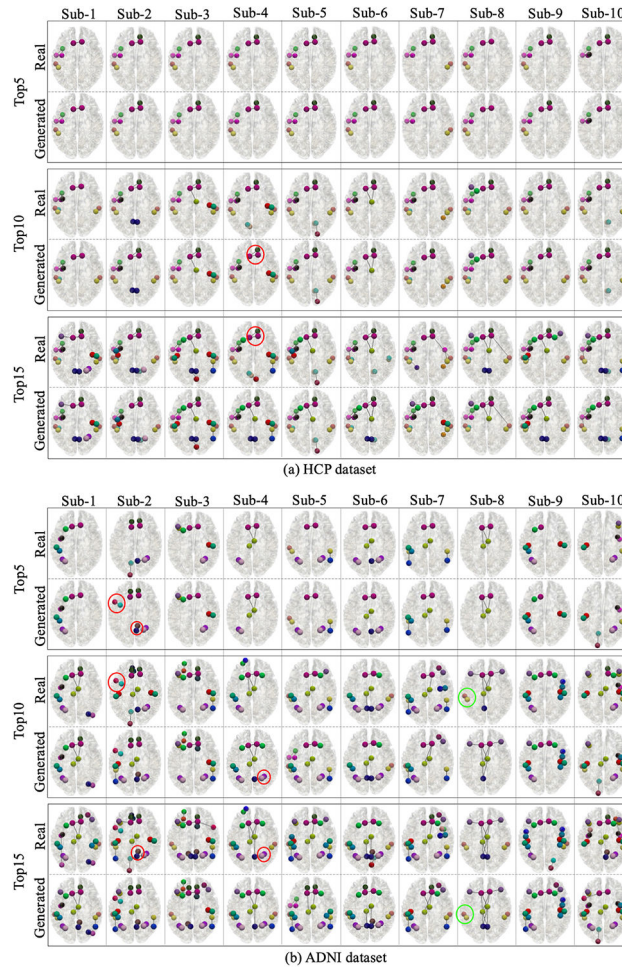 Sub-1 Sub-2 Sub-3 Sub-4 Sub-5 Sub-6 Sub-7 Sub-8 Sub-9 Sub-10
Top5
Real
Generated
Top10
Real
Generated
Top15
Real
Generated
(a) HCP dataset
Sub-1 Sub-2 Sub-3 Sub-4 Sub-5 Sub-6 Sub-7 Sub-8 Sub-9 Sub-10
Top5
Real
Generated
Top10
Real
Generated
Top15
Real
Generated
(b) ADNI dataset